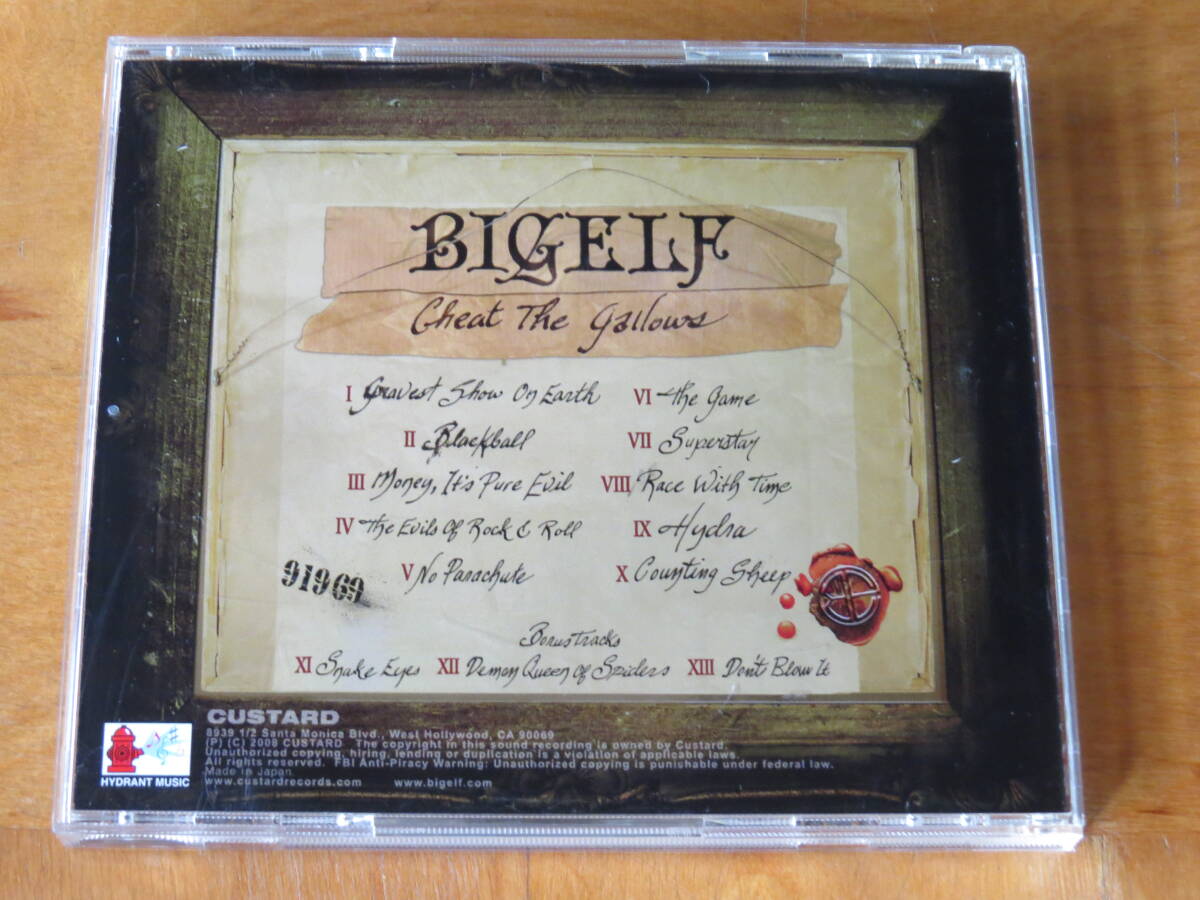 BIGELF
Cheat The Gallows
I Gravest Show On Earth
II Blackball
III Money, It's Pure Evil
IV The Evils Of Rock & Roll
V No Parachute
VI The Game
VII Superstar
VIII Race With Time
IX Hydra
X Counting Sheep
91969
Bonus tracks
XI Snake Eyes XII Demon Queen Of Spiders XIII Don't Blow It
CUSTARD
8939 1/2 Santa Monica Blvd., West Hollywood, CA 90069
(P) (C) 2008 CUSTARD. The copyright in this sound recording is owned by Custard.
Unauthorized copying, hiring, lending or duplication is a violation of applicable laws.
All rights reserved. FBI Anti-Piracy Warning: Unauthorized copying is punishable under federal law.
Made in Japan.
www.custardrecords.com www.bigelf.com
HYDRANT MUSIC